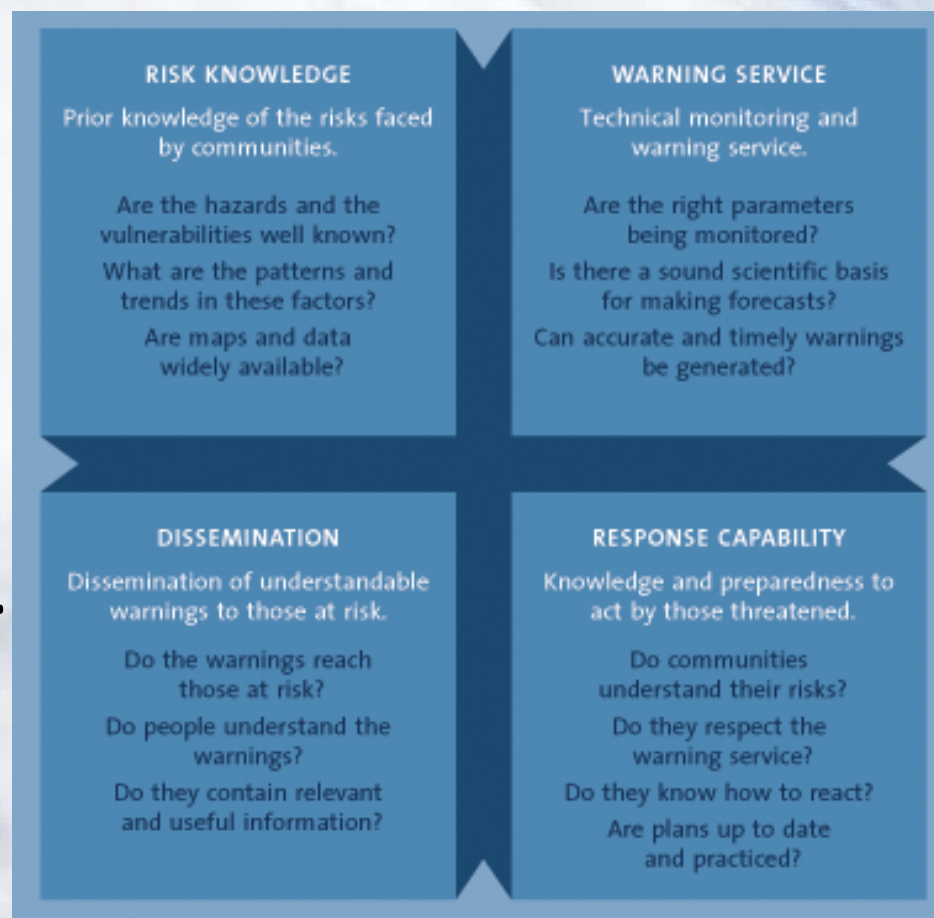 RISK KNOWLEDGE
Prior knowledge of the risks faced
by communities.
Are the hazards and the
vulnerabilities well known?
What are the patterns and
trends in these factors?
Are maps and data
widely available?
WARNING SERVICE
Technical monitoring and
warning service.
Are the right parameters
being monitored?
Is there a sound scientific basis
for making forecasts?
Can accurate and timely warnings
be generated?
DISSEMINATION
Dissemination of understandable
warnings to those at risk.
Do the warnings reach
those at risk?
Do people understand the
warnings?
Do they contain relevant
and useful information?
RESPONSE CAPABILITY
Knowledge and preparedness to
act by those threatened.
Do communities
understand their risks?
Do they respect the
warning service?
Do they know how to react?
Are plans up to date
and practiced?